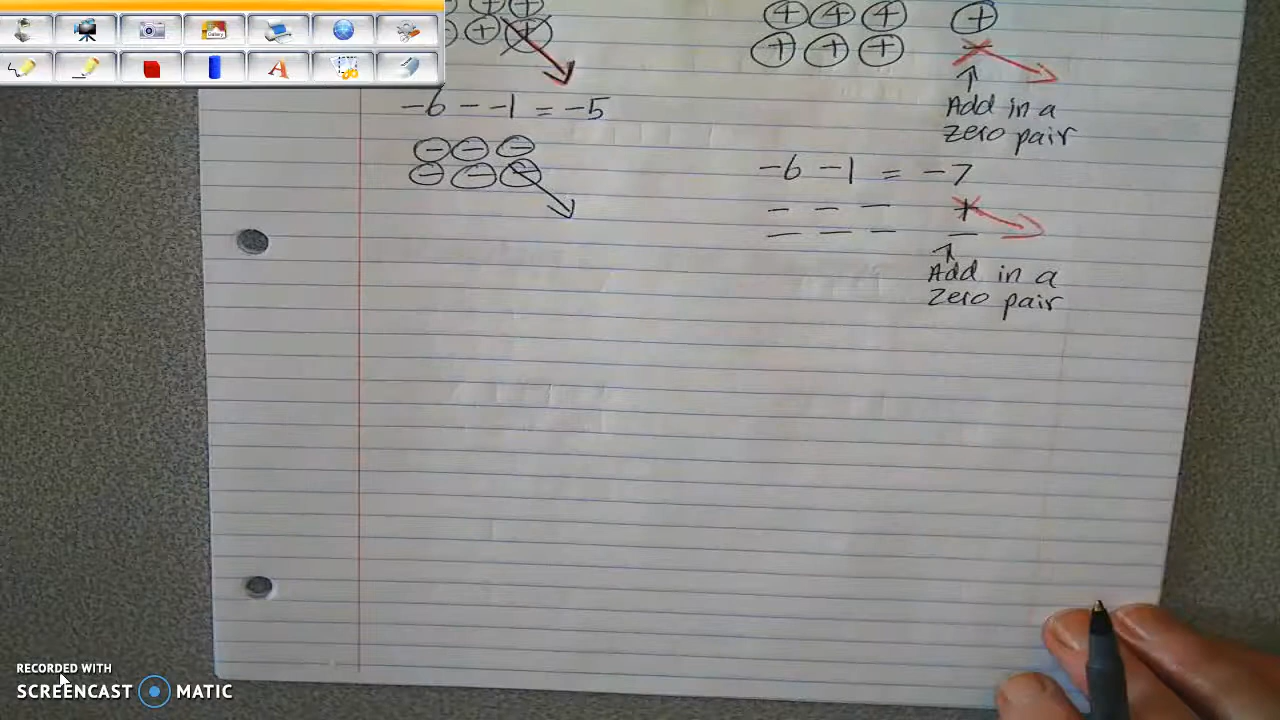 -6 - -1 = -5
Add in a
zero pair
-6 -1 = -7
Add in a
zero pair
RECORDED WITH
SCREENCAST MATIC